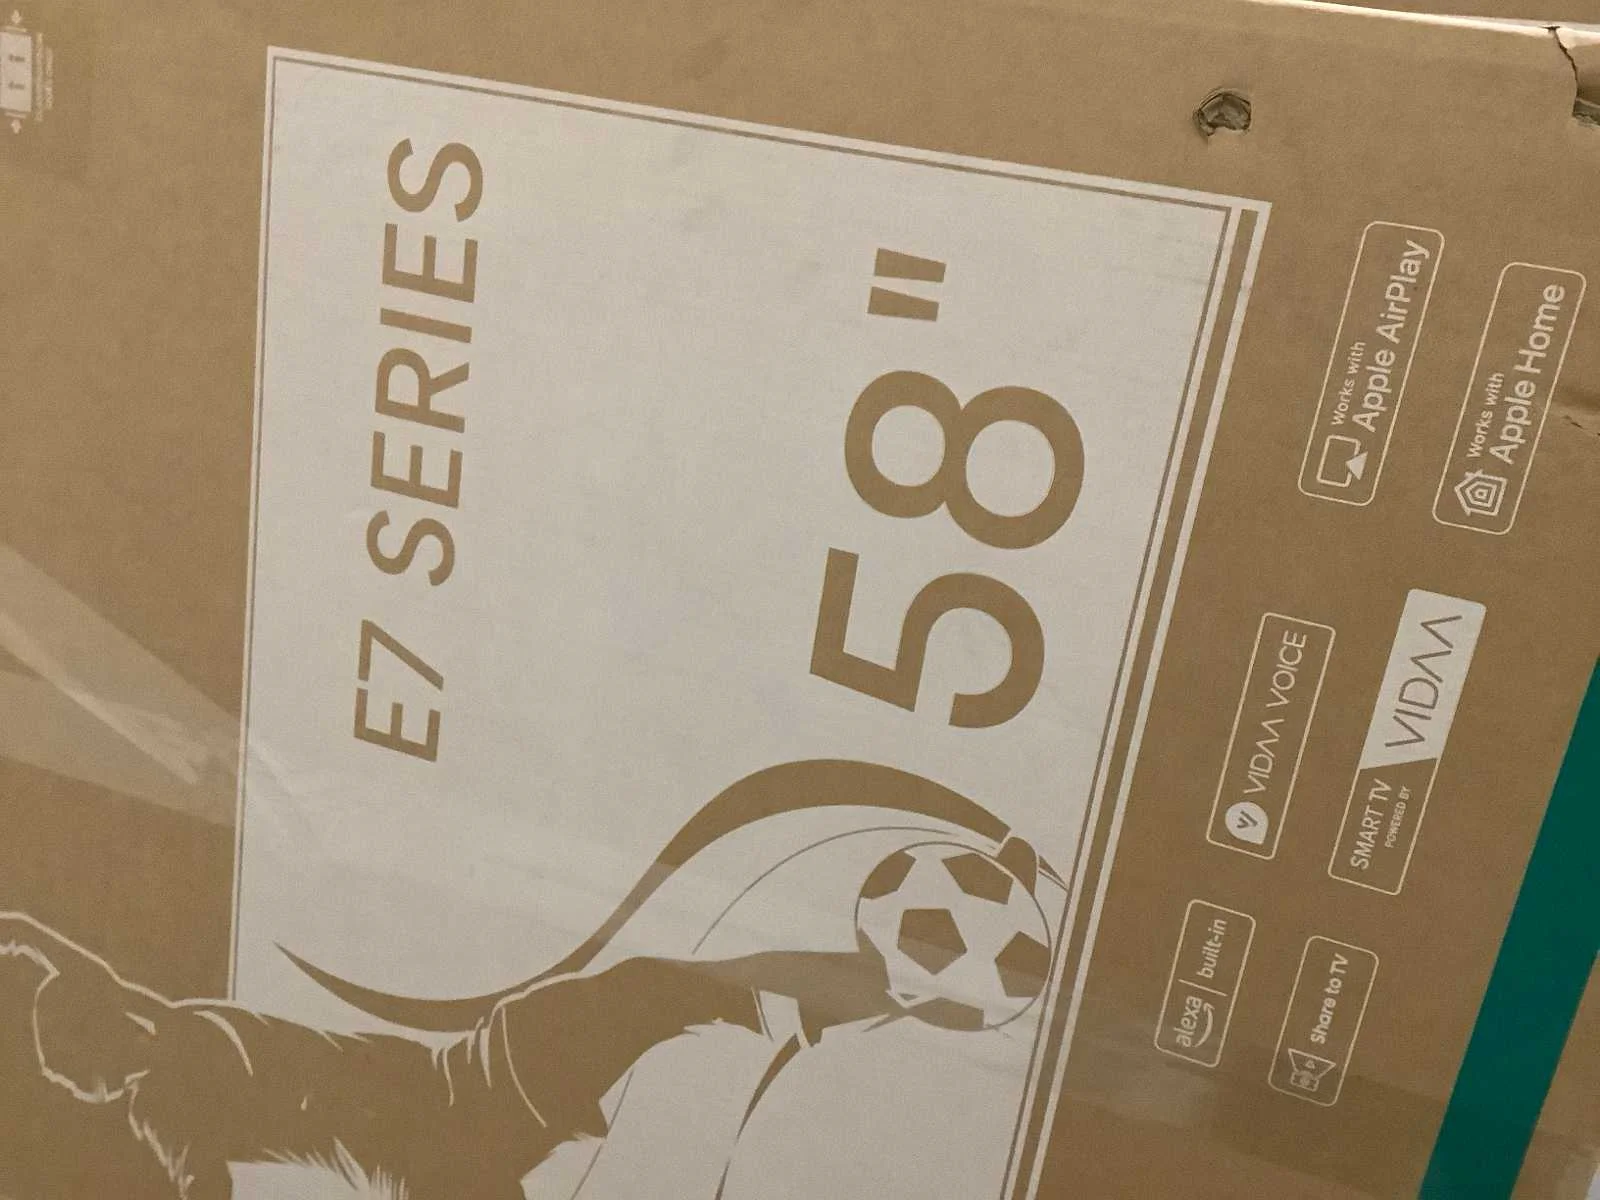 E7 SERIES
58"
alexa | built-in
VIDAA VOICE
Works with
Apple AirPlay
Share to TV
SMART TV
POWERED BY
VIDAA
Works with
Apple Home